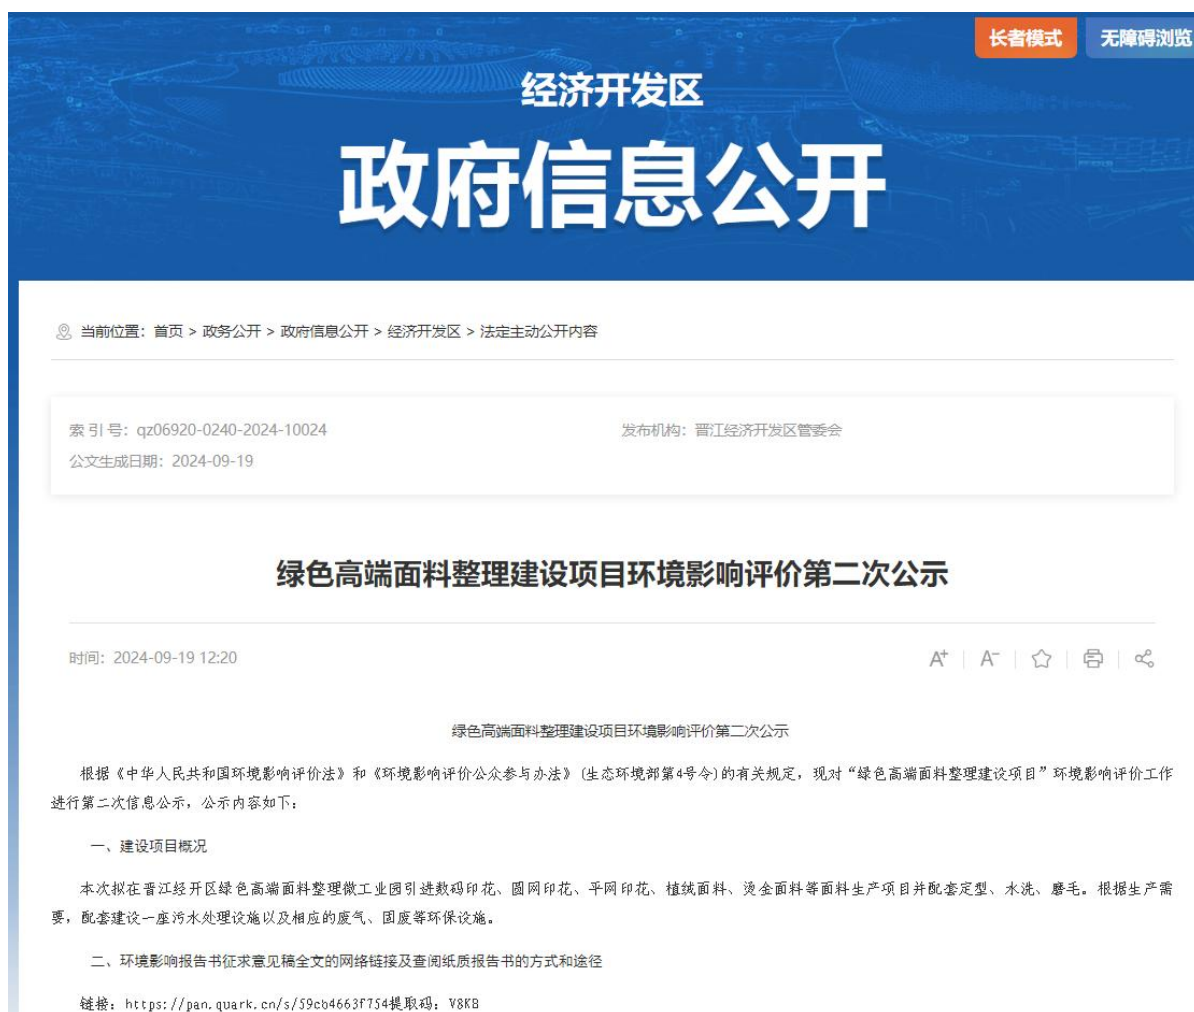 长者模式 无障碍浏览
经济开发区
政府信息公开
当前位置：首页 > 政务公开 > 政府信息公开 > 经济开发区 > 法定主动公开内容
索 引 号：qz06920-0240-2024-10024 发布机构：晋江经济开发区管委会
公文生成日期：2024-09-19
绿色高端面料整理建设项目环境影响评价第二次公示
时间：2024-09-19 12:20 A⁺ A⁻
绿色高端面料整理建设项目环境影响评价第二次公示
根据《中华人民共和国环境影响评价法》和《环境影响评价公众参与办法》(生态环境部第4号令)的有关规定，现对“绿色高端面料整理建设项目”环境影响评价工作
进行第二次信息公示，公示内容如下：
一、建设项目概况
本次拟在晋江经开区绿色高端面料整理微工业园引进数码印花、圆网印花、平网印花、植绒面料、烫金面料等面料生产项目并配套定型、水洗、磨毛。根据生产需
要，配套建设一座污水处理设施以及相应的废气、固废等环保设施。
二、环境影响报告书征求意见稿全文的网络链接及查阅纸质报告书的方式和途径
链接：https://pan.quark.cn/s/59cb4663f754提取码：V8KB